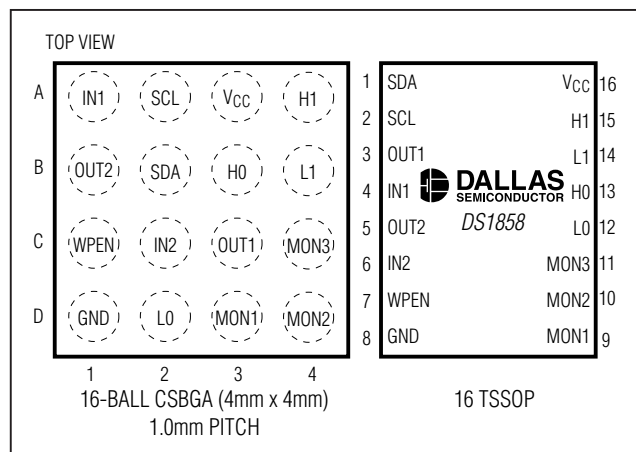 TOP VIEW
A IN1 SCL VCC H1
B OUT2 SDA H0 L1
C WPEN IN2 OUT1 MON3
D GND L0 MON1 MON2
1 2 3 4
16-BALL CSBGA (4mm x 4mm)
1.0mm PITCH
1 SDA VCC 16
2 SCL H1 15
3 OUT1 L1 14
4 IN1 H0 13
5 OUT2 L0 12
6 IN2 MON3 11
7 WPEN MON2 10
8 GND MON1 9
DALLAS
SEMICONDUCTOR
DS1858
16 TSSOP